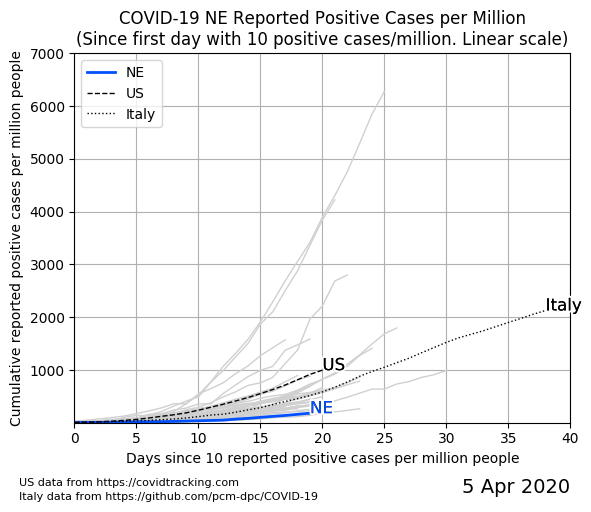 COVID-19 NE Reported Positive Cases per Million
(Since first day with 10 positive cases/million. Linear scale)
Cumulative reported positive cases per million people
7000
6000
5000
4000
3000
2000
1000
NE
US
Italy
Italy
US
NE
0 5 10 15 20 25 30 35 40
Days since 10 reported positive cases per million people
US data from https://covidtracking.com
Italy data from https://github.com/pcm-dpc/COVID-19
5 Apr 2020